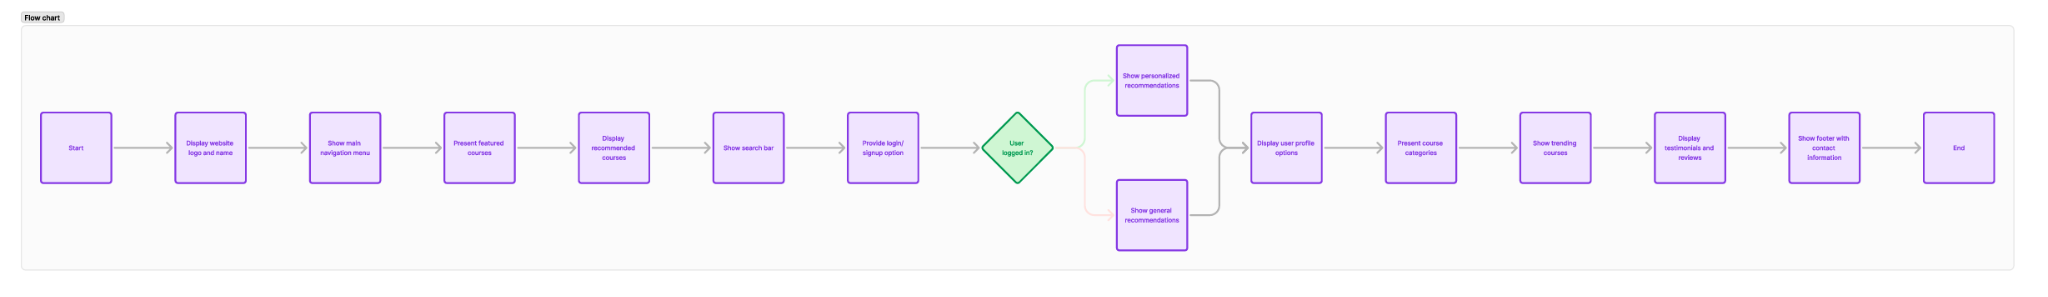 Flow chart
Start
Display website
logo and name
Show main
navigation menu
Present featured
courses
Display
recommended
courses
Show search bar
Provide login/
signup option
User
logged in?
Show personalized
recommendations
Show general
recommendations
Display user profile
options
Present course
categories
Show trending
courses
Display
testimonials and
reviews
Show footer with
contact
information
End